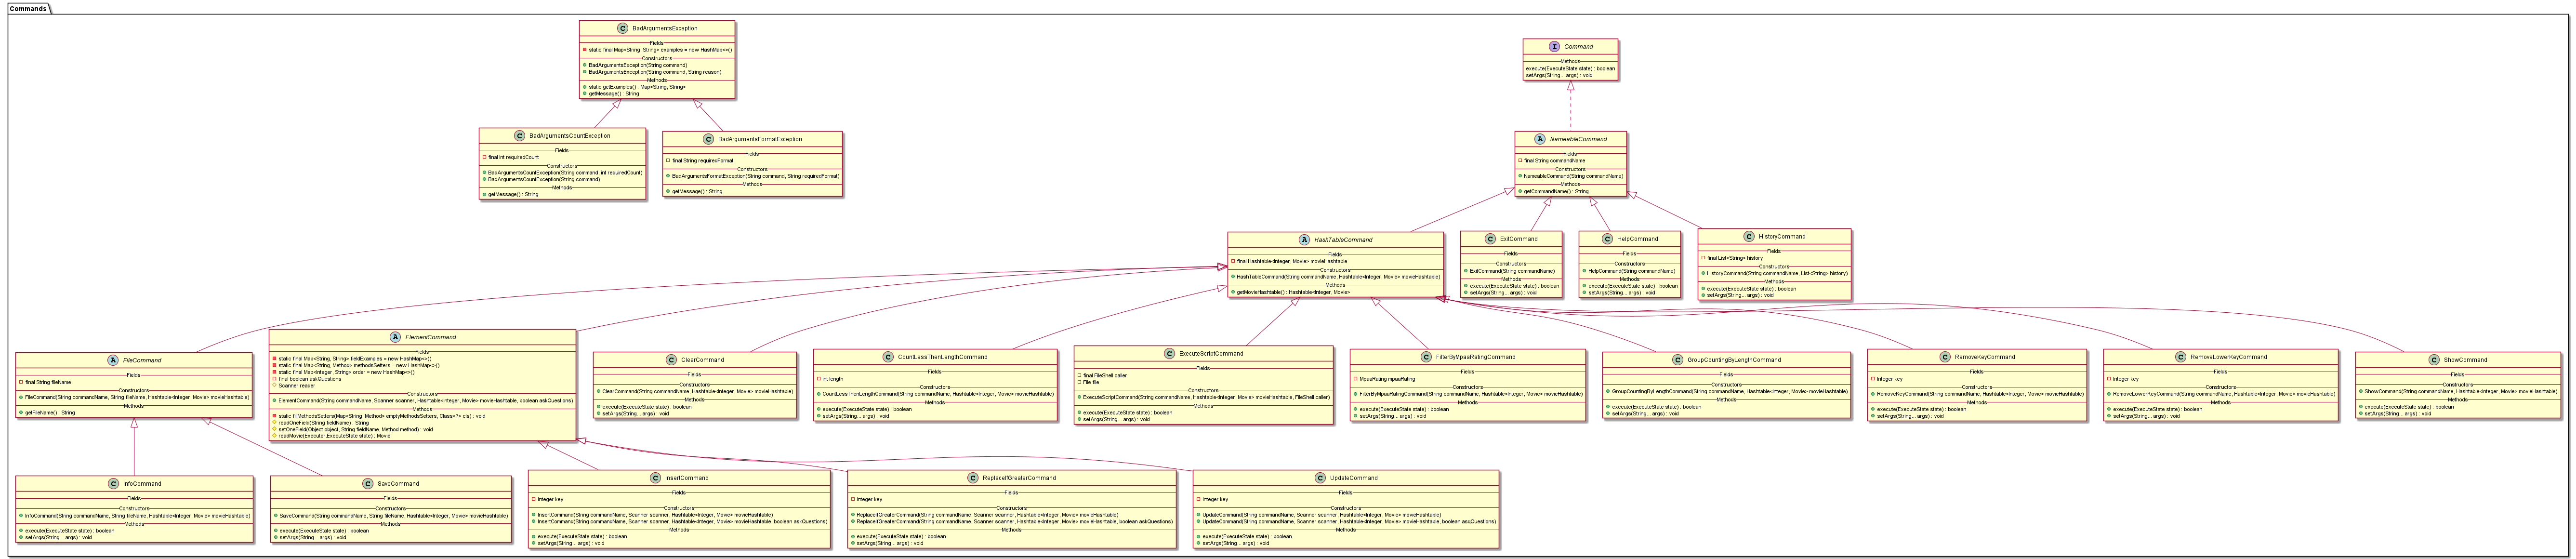 Commands
C BadArgumentsException
Fields
static final Map<String, String> examples = new HashMap<>()
Constructors
BadArgumentsException(String command)
BadArgumentsException(String command, String reason)
Methods
static getExamples() : Map<String, String>
getMessage() : String
I Command
Methods
execute(ExecuteState state) : boolean
setArgs(String... args) : void
C BadArgumentsCountException
Fields
final int requiredCount
Constructors
BadArgumentsCountException(String command, int requiredCount)
BadArgumentsCountException(String command)
Methods
getMessage() : String
C BadArgumentsFormatException
Fields
final String requiredFormat
Constructors
BadArgumentsFormatException(String command, String requiredFormat)
Methods
getMessage() : String
A NameableCommand
Fields
final String commandName
Constructors
NameableCommand(String commandName)
Methods
getCommandName() : String
A HashTableCommand
Fields
final Hashtable<Integer, Movie> movieHashtable
Constructors
HashTableCommand(String commandName, Hashtable<Integer, Movie> movieHashtable)
Methods
getMovieHashtable() : Hashtable<Integer, Movie>
C ExitCommand
Fields
Constructors
ExitCommand(String commandName)
Methods
execute(ExecuteState state) : boolean
setArgs(String... args) : void
C HelpCommand
Fields
Constructors
HelpCommand(String commandName)
Methods
execute(ExecuteState state) : boolean
setArgs(String... args) : void
C HistoryCommand
Fields
final List<String> history
Constructors
HistoryCommand(String commandName, List<String> history)
Methods
execute(ExecuteState state) : boolean
setArgs(String... args) : void
A FileCommand
Fields
final String fileName
Constructors
FileCommand(String commandName, String fileName, Hashtable<Integer, Movie> movieHashtable)
Methods
getFileName() : String
A ElementCommand
Fields
static final Map<String, String> fieldExamples = new HashMap<>()
static final Map<String, Method> methodsSetters = new HashMap<>()
static final Map<Integer, String> order = new HashMap<>()
final boolean askQuestions
Scanner reader
Constructors
ElementCommand(String commandName, Scanner scanner, Hashtable<Integer, Movie> movieHashtable, boolean askQuestions)
Methods
static fillMethodsSetters(Map<String, Method> emptyMethodsSetters, Class<?> cls) : void
readOneField(String fieldName) : String
setOneField(Object object, String fieldName, Method method) : void
readMovie(Executor.ExecuteState state) : Movie
C ClearCommand
Fields
Constructors
ClearCommand(String commandName, Hashtable<Integer, Movie> movieHashtable)
Methods
execute(ExecuteState state) : boolean
setArgs(String... args) : void
C CountLessThenLengthCommand
Fields
int length
Constructors
CountLessThenLengthCommand(String commandName, Hashtable<Integer, Movie> movieHashtable)
Methods
execute(ExecuteState state) : boolean
setArgs(String... args) : void
C ExecuteScriptCommand
Fields
final FileShell caller
File file
Constructors
ExecuteScriptCommand(String commandName, Hashtable<Integer, Movie> movieHashtable, FileShell caller)
Methods
execute(ExecuteState state) : boolean
setArgs(String... args) : void
C FilterByMpaaRatingCommand
Fields
MpaaRating mpaaRating
Constructors
FilterByMpaaRatingCommand(String commandName, Hashtable<Integer, Movie> movieHashtable)
Methods
execute(ExecuteState state) : boolean
setArgs(String... args) : void
C GroupCountingByLengthCommand
Fields
Constructors
GroupCountingByLengthCommand(String commandName, Hashtable<Integer, Movie> movieHashtable)
Methods
execute(ExecuteState state) : boolean
setArgs(String... args) : void
C RemoveKeyCommand
Fields
Integer key
Constructors
RemoveKeyCommand(String commandName, Hashtable<Integer, Movie> movieHashtable)
Methods
execute(ExecuteState state) : boolean
setArgs(String... args) : void
C RemoveLowerKeyCommand
Fields
Integer key
Constructors
RemoveLowerKeyCommand(String commandName, Hashtable<Integer, Movie> movieHashtable)
Methods
execute(ExecuteState state) : boolean
setArgs(String... args) : void
C ShowCommand
Fields
Constructors
ShowCommand(String commandName, Hashtable<Integer, Movie> movieHashtable)
Methods
execute(ExecuteState state) : boolean
setArgs(String... args) : void
C InfoCommand
Fields
Constructors
InfoCommand(String commandName, String fileName, Hashtable<Integer, Movie> movieHashtable)
Methods
execute(ExecuteState state) : boolean
setArgs(String... args) : void
C SaveCommand
Fields
Constructors
SaveCommand(String commandName, String fileName, Hashtable<Integer, Movie> movieHashtable)
Methods
execute(ExecuteState state) : boolean
setArgs(String... args) : void
C InsertCommand
Fields
Integer key
Constructors
InsertCommand(String commandName, Scanner scanner, Hashtable<Integer, Movie> movieHashtable)
InsertCommand(String commandName, Scanner scanner, Hashtable<Integer, Movie> movieHashtable, boolean askQuestions)
Methods
execute(ExecuteState state) : boolean
setArgs(String... args) : void
C ReplaceIfGreaterCommand
Fields
Integer key
Constructors
ReplaceIfGreaterCommand(String commandName, Scanner scanner, Hashtable<Integer, Movie> movieHashtable)
ReplaceIfGreaterCommand(String commandName, Scanner scanner, Hashtable<Integer, Movie> movieHashtable, boolean askQuestions)
Methods
execute(ExecuteState state) : boolean
setArgs(String... args) : void
C UpdateCommand
Fields
Integer key
Constructors
UpdateCommand(String commandName, Scanner scanner, Hashtable<Integer, Movie> movieHashtable)
UpdateCommand(String commandName, Scanner scanner, Hashtable<Integer, Movie> movieHashtable, boolean assQuestions)
Methods
execute(ExecuteState state) : boolean
setArgs(String... args) : void